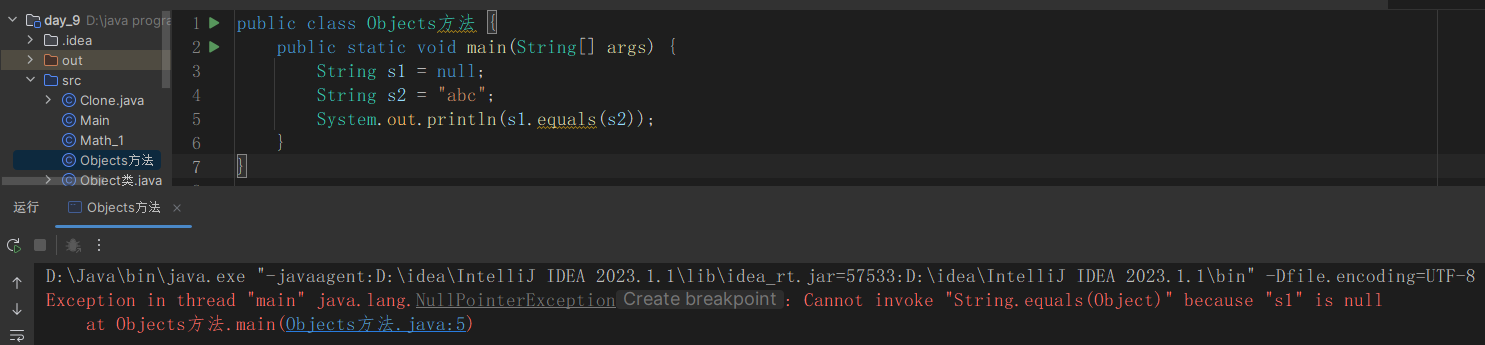 day_9 D:\java progra
.idea
out
src
Clone.java
Main
Math_1
Objects方法
Object类.java
1 public class Objects方法 {
2 public static void main(String[] args) {
3 String s1 = null;
4 String s2 = "abc";
5 System.out.println(s1.equals(s2));
6 }
7 }
运行 Objects方法
D:\Java\bin\java.exe "-javaagent:D:\idea\IntelliJ IDEA 2023.1.1\lib\idea_rt.jar=57533:D:\idea\IntelliJ IDEA 2023.1.1\bin" -Dfile.encoding=UTF-8
Exception in thread "main" java.lang.NullPointerException Create breakpoint : Cannot invoke "String.equals(Object)" because "s1" is null
at Objects方法.main(Objects方法.java:5)